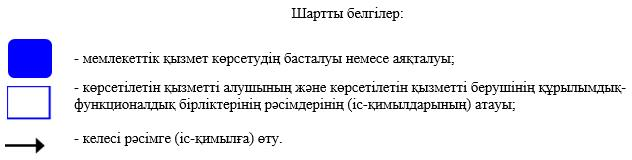 Шартты белгілер:
- мемлекеттік қызмет көрсетудің басталуы немесе аяқталуы;
- көрсетілетін қызметті алушының және көрсетілетін қызметті берушінің құрылымдық-
функционалдық бірліктерінің рәсімдерінің (іс-қимылдарының) атауы;
- келесі рәсімге (іс-қимылға) өту.